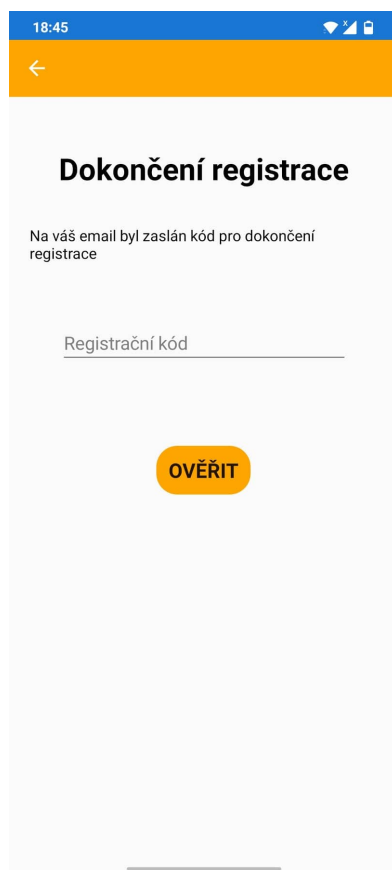 18:45
Dokončení registrace
Na váš email byl zaslán kód pro dokončení
registrace
Registrační kód
OVĚŘIT